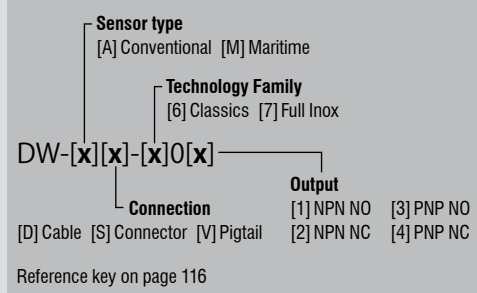 Sensor type
[A] Conventional [M] Maritime
Technology Family
[6] Classics [7] Full Inox
DW-[x][x]-[x]0[x]
Output
Connection
[1] NPN NO [3] PNP NO
[D] Cable [S] Connector [V] Pigtail
[2] NPN NC [4] PNP NC
Reference key on page 116